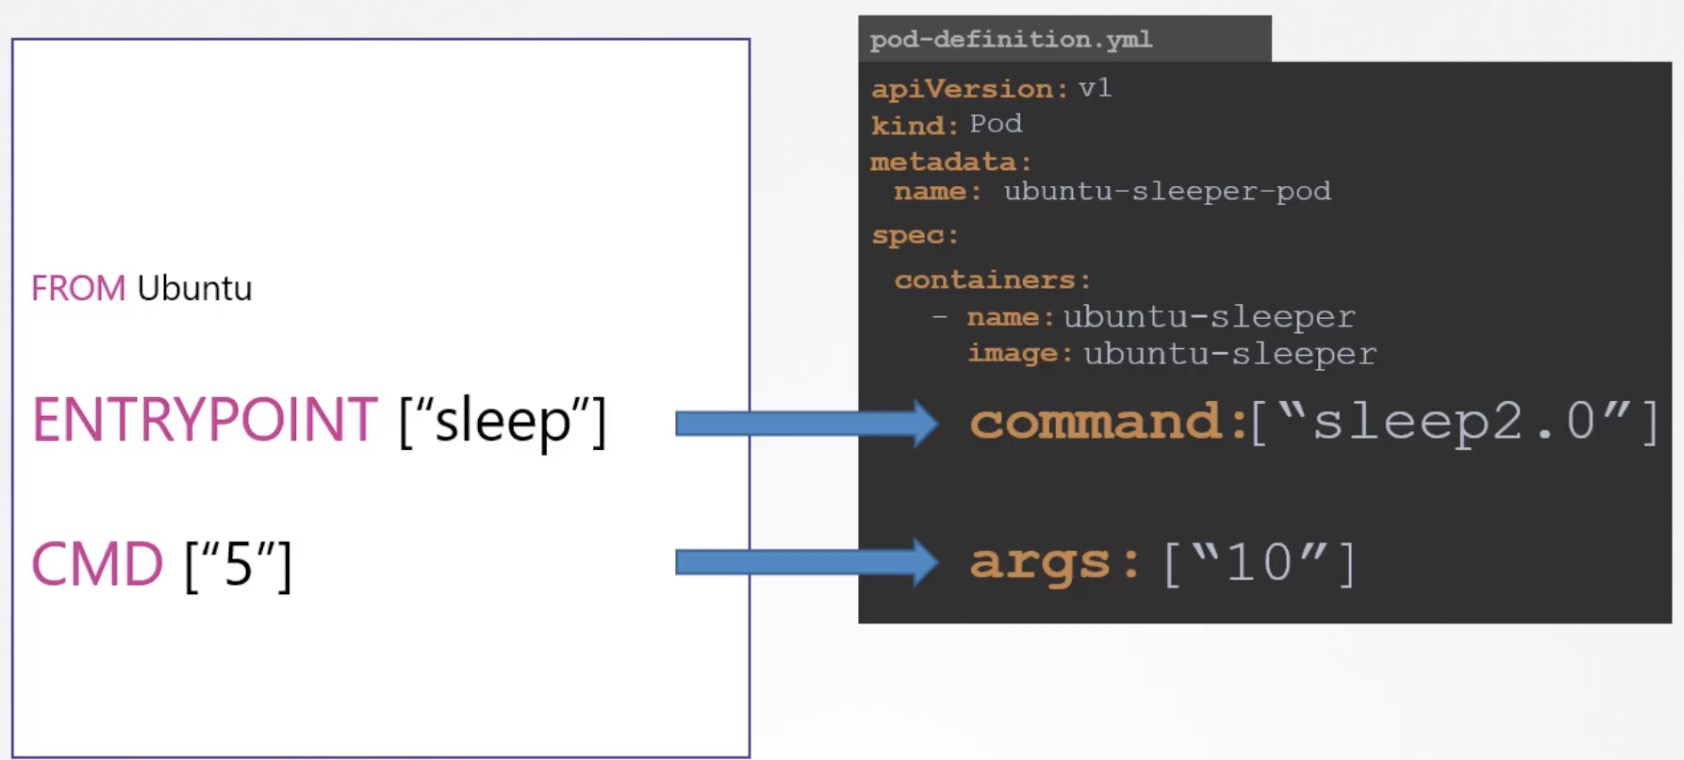 FROM Ubuntu
ENTRYPOINT [“sleep”]
CMD [“5”]
pod-definition.yml
apiVersion: v1
kind: Pod
metadata:
name: ubuntu-sleeper-pod
spec:
containers:
- name: ubuntu-sleeper
image: ubuntu-sleeper
command:[“sleep2.0”]
args: [“10”]